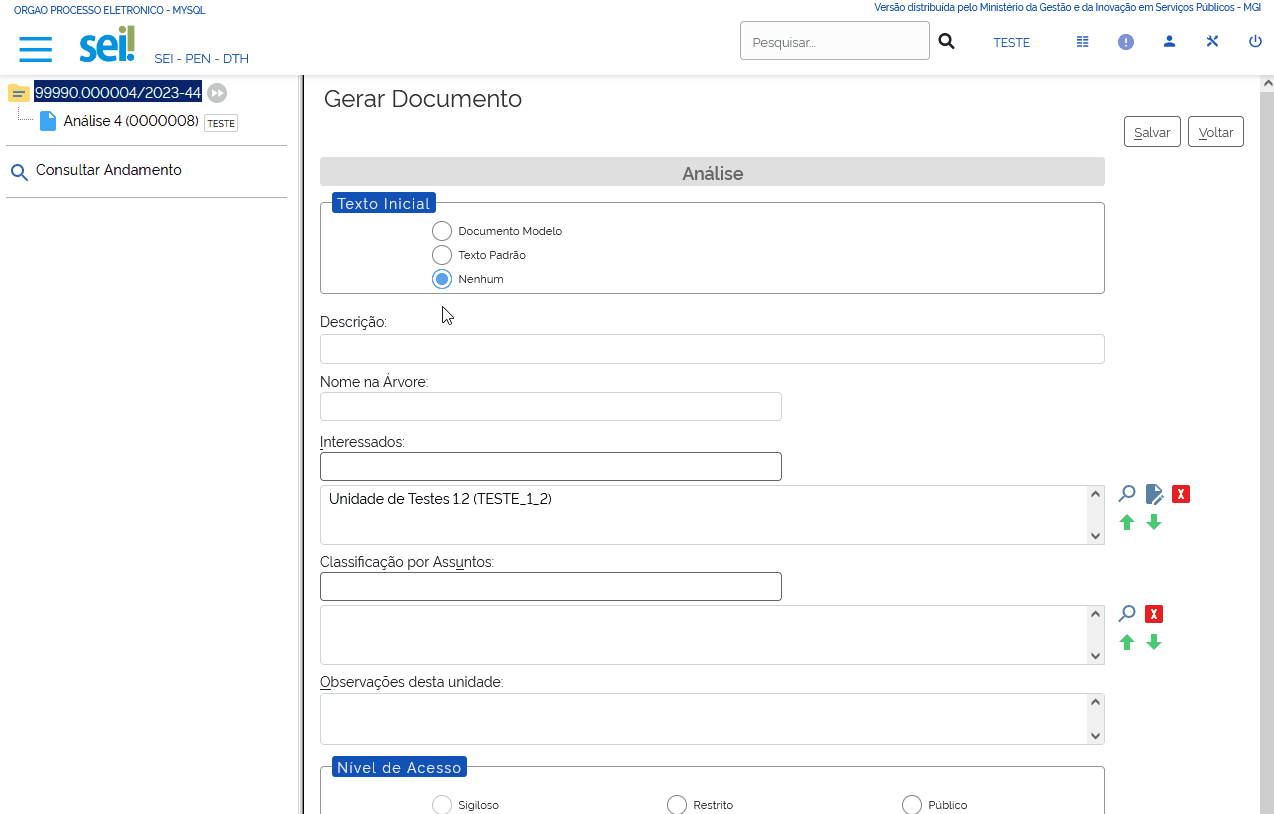 ORGAO PROCESSO ELETRONICO - MYSQL
Versão distribuída pelo Ministério da Gestão e da Inovação em Serviços Públicos - MGI
sei!
SEI - PEN - DTH
Pesquisar...
TESTE
99990.000004/2023-44
Análise 4 (0000008) TESTE
Consultar Andamento
Gerar Documento
Salvar Voltar
Análise
Texto Inicial
Documento Modelo
Texto Padrão
Nenhum
Descrição:
Nome na Árvore:
Interessados:
Unidade de Testes 1.2 (TESTE_1_2)
Classificação por Assuntos:
Observações desta unidade:
Nível de Acesso
Sigiloso Restrito Público